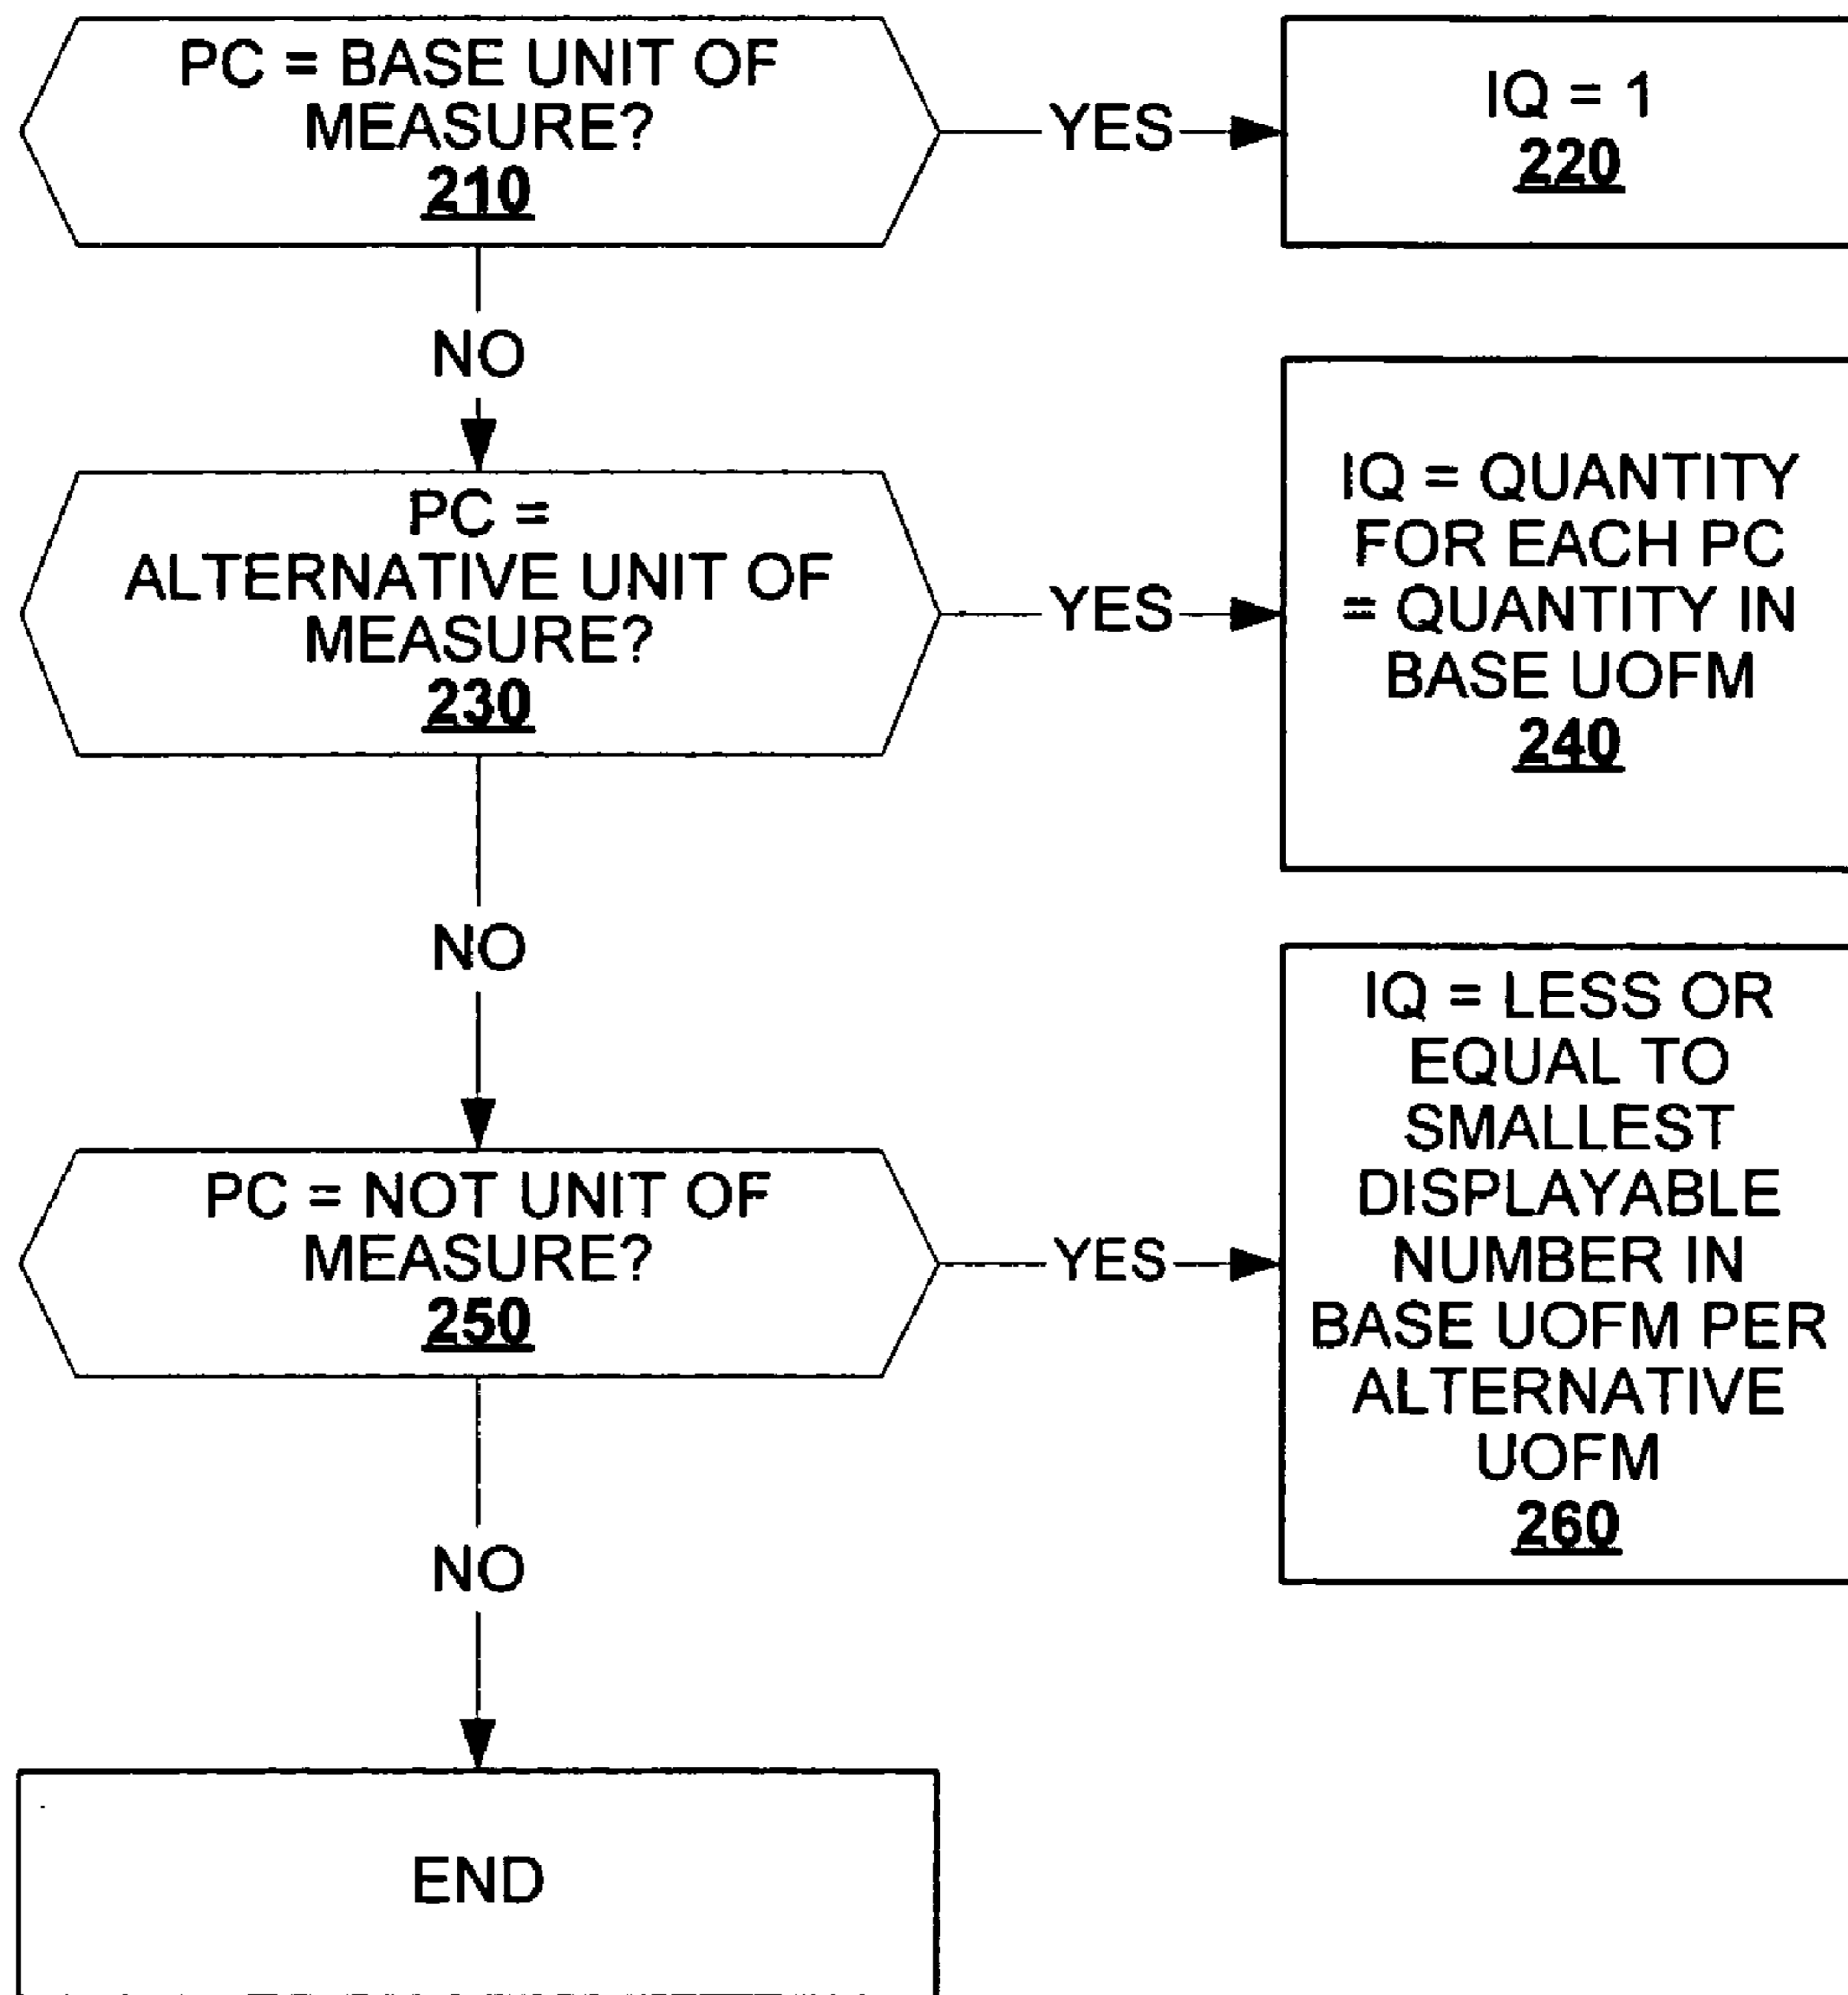 PC = BASE UNIT OF
MEASURE?
210
YES
IQ = 1
220
NO
PC =
ALTERNATIVE UNIT OF
MEASURE?
230
YES
IQ = QUANTITY
FOR EACH PC
= QUANTITY IN
BASE UOFM
240
NO
PC = NOT UNIT OF
MEASURE?
250
YES
IQ = LESS OR
EQUAL TO
SMALLEST
DISPLAYABLE
NUMBER IN
BASE UOFM PER
ALTERNATIVE
UOFM
260
NO
END